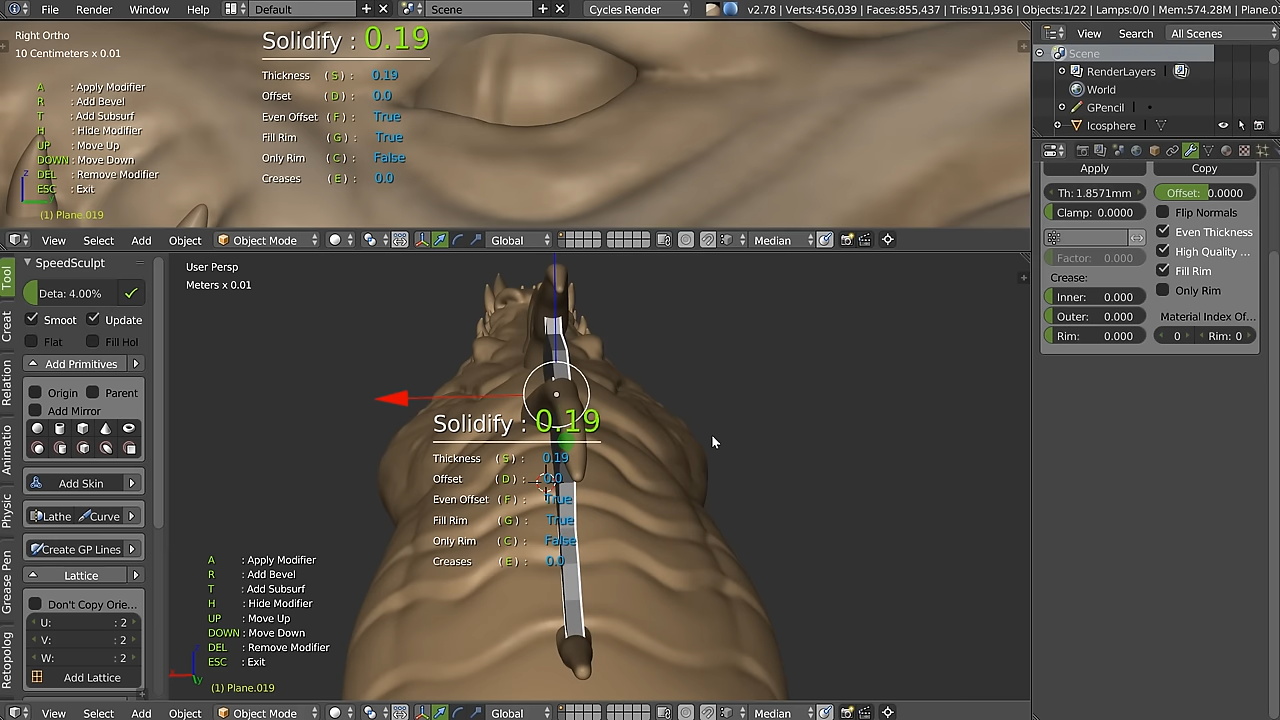 File Render Window Help Default Scene Cycles Render v2.78 | Verts:456,039 | Faces:855,437 | Tris:911,936 | Objects:1/22 | Lamps:0/0 | Mem:574.28M | Plane.0
Right Ortho
10 Centimeters x 0.01
Solidify : 0.19
Thickness ( S ) : 0.19
Offset ( D ) : 0.0
Even Offset ( F ) : True
Fill Rim ( G ) : True
Only Rim ( C ) : False
Creases ( E ) : 0.0
A : Apply Modifier
R : Add Bevel
T : Add Subsurf
H : Hide Modifier
UP : Move Up
DOWN : Move Down
DEL : Remove Modifier
ESC : Exit
(1) Plane.019
View Select Add Object Object Mode Global Median
View Search All Scenes
Scene
RenderLayers
World
GPencil
Icosphere
Apply Copy
Th: 1.8571mm Offset: 0.0000
Clamp: 0.0000 Flip Normals
Even Thickness
High Quality ...
Factor: 0.000
Fill Rim
Crease:
Only Rim
Inner: 0.000
Outer: 0.000 Material Index Of...
Rim: 0.000 0 Rim: 0
Tool
Creat
Relation
Animatio
Physic
Grease Pen
Retopolog
SpeedSculpt
Deta: 4.00%
Smoot Update
Flat Fill Hol
Add Primitives
Origin Parent
Add Mirror
Add Skin
Lathe Curve
Create GP Lines
Lattice
Don't Copy Orie...
U: : 2
V: : 2
W: : 2
Add Lattice
User Persp
Meters x 0.01
Solidify : 0.19
Thickness ( S ) : 0.19
Offset ( D ) : 0.0
Even Offset ( F ) : True
Fill Rim ( G ) : True
Only Rim ( C ) : False
Creases ( E ) : 0.0
A : Apply Modifier
R : Add Bevel
T : Add Subsurf
H : Hide Modifier
UP : Move Up
DOWN : Move Down
DEL : Remove Modifier
ESC : Exit
(1) Plane.019
View Select Add Object Object Mode Global Median